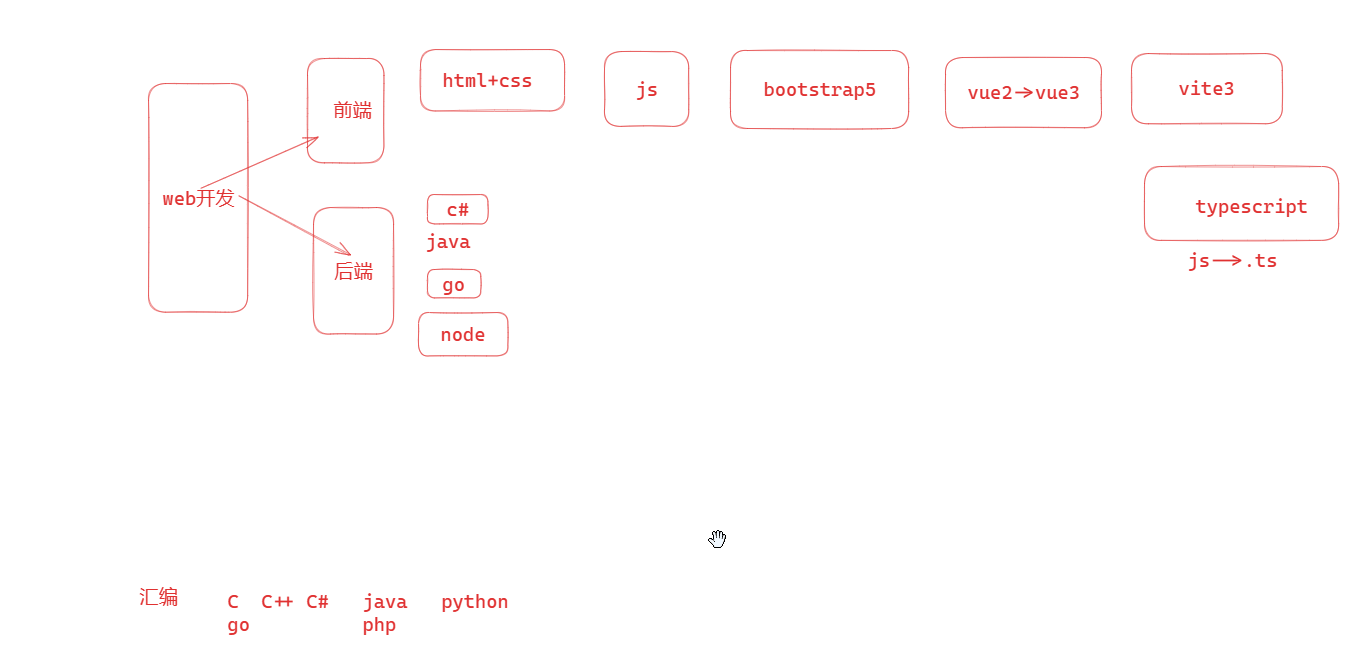 html+css
js
bootstrap5
vue2→vue3
vite3
前端
web开发
c#
typescript
java
js→.ts
后端
go
node
汇编 C C++ C# java python
go php